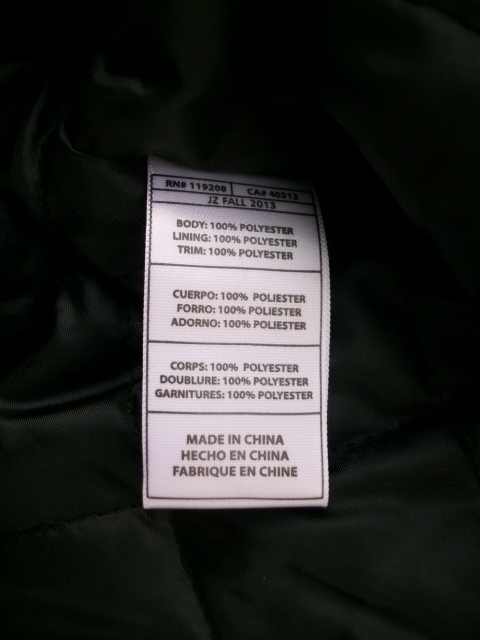 RN# 119208 CA# 40312
JZ FALL 2013
BODY: 100% POLYESTER
LINING: 100% POLYESTER
TRIM: 100% POLYESTER
CUERPO: 100% POLIESTER
FORRO: 100% POLIESTER
ADORNO: 100% POLIESTER
CORPS: 100% POLYESTER
DOUBLURE: 100% POLYESTER
GARNITURES: 100% POLYESTER
MADE IN CHINA
HECHO EN CHINA
FABRIQUE EN CHINE